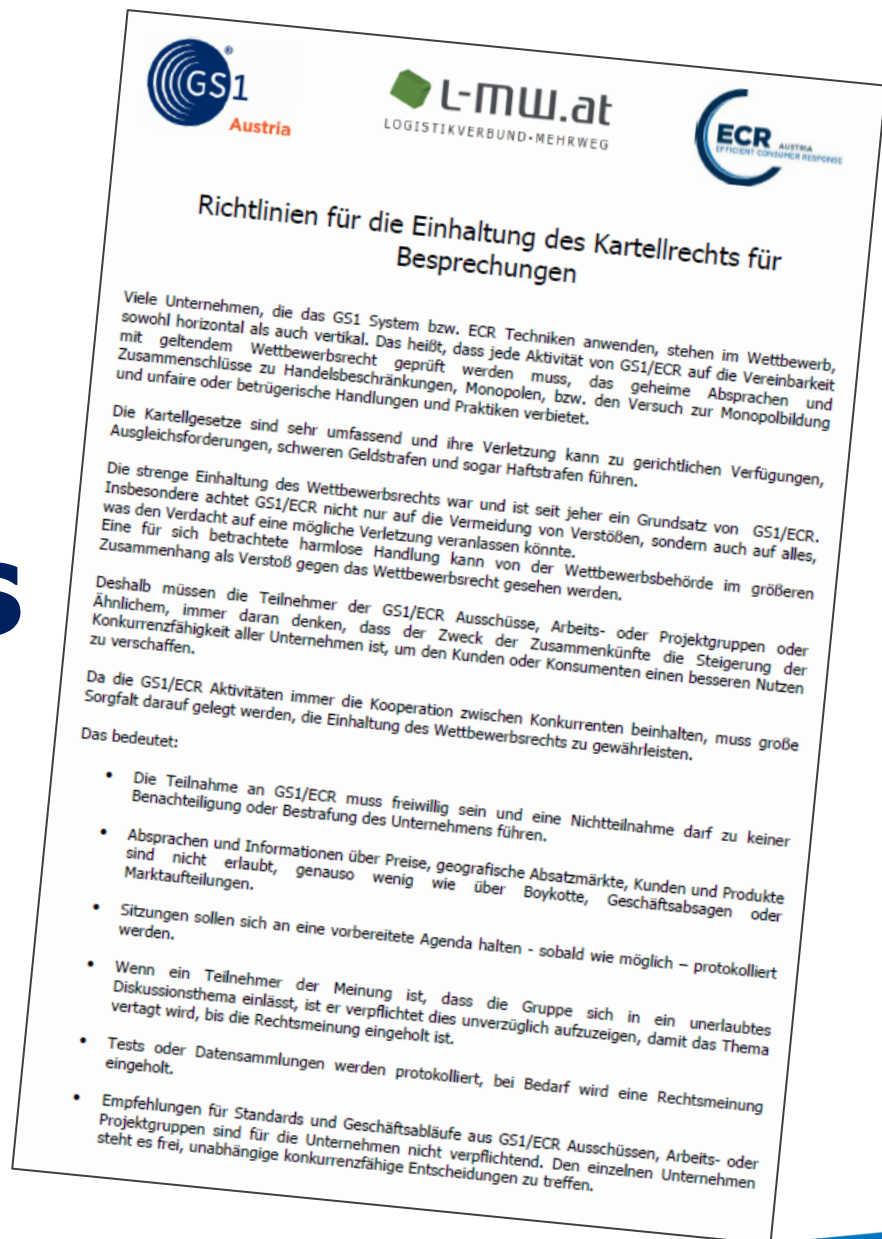 GS1
Austria
L-mw.at
LOGISTIKVERBUND-MEHRWEG
ECR AUSTRIA
EFFICIENT CONSUMER RESPONSE
Richtlinien für die Einhaltung des Kartellrechts für
Besprechungen
Viele Unternehmen, die das GS1 System bzw. ECR Techniken anwenden, stehen im Wettbewerb,
sowohl horizontal als auch vertikal. Das heißt, dass jede Aktivität von GS1/ECR auf die Vereinbarkeit
mit geltendem Wettbewerbsrecht geprüft werden muss, das geheime Absprachen und
Zusammenschlüsse zu Handelsbeschränkungen, Monopolen, bzw. den Versuch zur Monopolbildung
und unfaire oder betrügerische Handlungen und Praktiken verbietet.
Die Kartellgesetze sind sehr umfassend und ihre Verletzung kann zu gerichtlichen Verfügungen,
Ausgleichsforderungen, schweren Geldstrafen und sogar Haftstrafen führen.
Die strenge Einhaltung des Wettbewerbsrechts war und ist seit jeher ein Grundsatz von GS1/ECR.
Insbesondere achtet GS1/ECR nicht nur auf die Vermeidung von Verstößen, sondern auch auf alles,
was den Verdacht auf eine mögliche Verletzung veranlassen könnte.
Eine für sich betrachtete harmlose Handlung kann von der Wettbewerbsbehörde im größeren
Zusammenhang als Verstoß gegen das Wettbewerbsrecht gesehen werden.
s
Deshalb müssen die Teilnehmer der GS1/ECR Ausschüsse, Arbeits- oder Projektgruppen oder
Ähnlichem, immer daran denken, dass der Zweck der Zusammenkünfte die Steigerung der
Konkurrenzfähigkeit aller Unternehmen ist, um den Kunden oder Konsumenten einen besseren Nutzen
zu verschaffen.
Da die GS1/ECR Aktivitäten immer die Kooperation zwischen Konkurrenten beinhalten, muss große
Sorgfalt darauf gelegt werden, die Einhaltung des Wettbewerbsrechts zu gewährleisten.
Das bedeutet:
• Die Teilnahme an GS1/ECR muss freiwillig sein und eine Nichtteilnahme darf zu keiner
Benachteiligung oder Bestrafung des Unternehmens führen.
• Absprachen und Informationen über Preise, geografische Absatzmärkte, Kunden und Produkte
sind nicht erlaubt, genauso wenig wie über Boykotte, Geschäftsabsagen oder
Marktaufteilungen.
• Sitzungen sollen sich an eine vorbereitete Agenda halten - sobald wie möglich – protokolliert
werden.
• Wenn ein Teilnehmer der Meinung ist, dass die Gruppe sich in ein unerlaubtes
Diskussionsthema einlässt, ist er verpflichtet dies unverzüglich aufzuzeigen, damit das Thema
vertagt wird, bis die Rechtsmeinung eingeholt ist.
• Tests oder Datensammlungen werden protokolliert, bei Bedarf wird eine Rechtsmeinung
eingeholt.
• Empfehlungen für Standards und Geschäftsabläufe aus GS1/ECR Ausschüssen, Arbeits- oder
Projektgruppen sind für die Unternehmen nicht verpflichtend. Den einzelnen Unternehmen
steht es frei, unabhängige konkurrenzfähige Entscheidungen zu treffen.